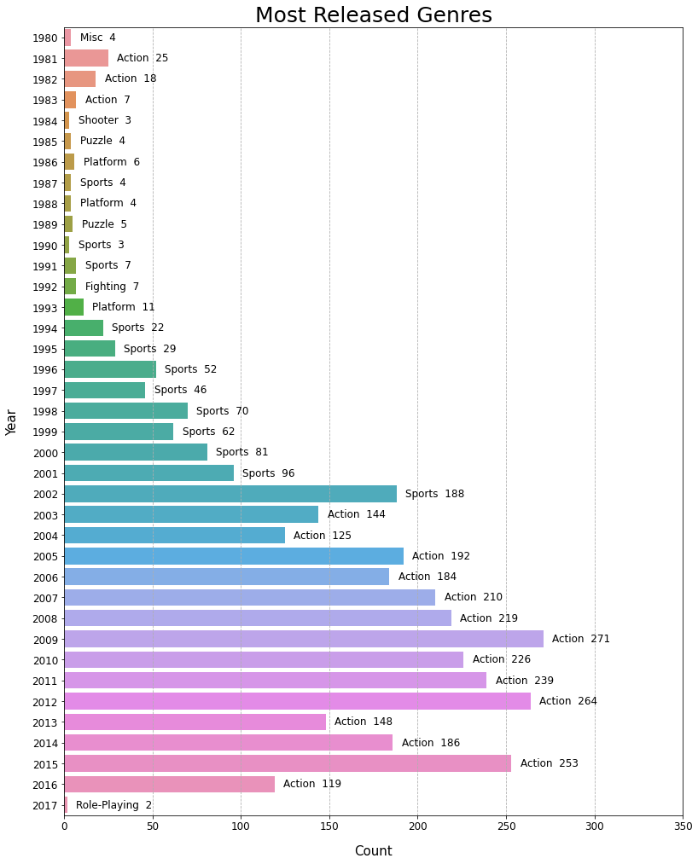 Most Released Genres
1980 Misc 4
1981 Action 25
1982 Action 18
1983 Action 7
1984 Shooter 3
1985 Puzzle 4
1986 Platform 6
1987 Sports 4
1988 Platform 4
1989 Puzzle 5
1990 Sports 3
1991 Sports 7
1992 Fighting 7
1993 Platform 11
1994 Sports 22
1995 Sports 29
1996 Sports 52
1997 Sports 46
1998 Sports 70
1999 Sports 62
2000 Sports 81
2001 Sports 96
2002 Sports 188
2003 Action 144
2004 Action 125
2005 Action 192
2006 Action 184
2007 Action 210
2008 Action 219
2009 Action 271
2010 Action 226
2011 Action 239
2012 Action 264
2013 Action 148
2014 Action 186
2015 Action 253
2016 Action 119
2017 Role-Playing 2
Year
0 50 100 150 200 250 300 350
Count